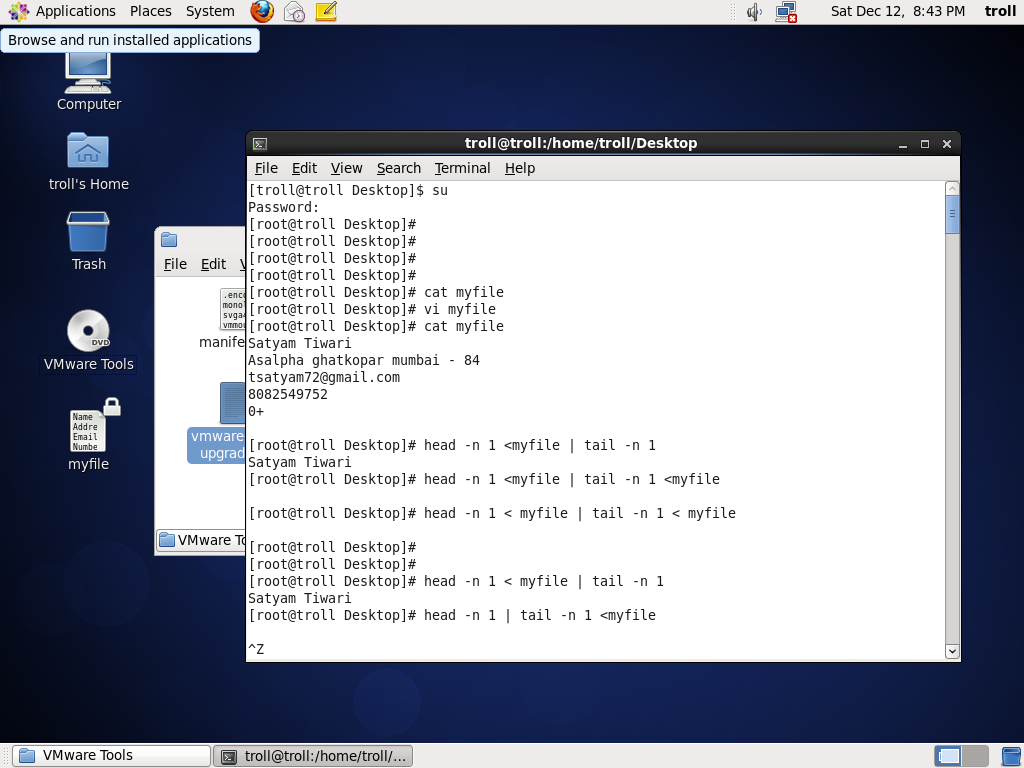 Applications Places System
Sat Dec 12, 8:43 PM troll
Browse and run installed applications
Computer
troll's Home
Trash
DVD
VMware Tools
Name
Addre
Email
Numbe
myfile
File Edit
.enco
monol
svga
vmmo
manife
vmware
upgrad
VMware To
troll@troll:/home/troll/Desktop
File Edit View Search Terminal Help
[troll@troll Desktop]$ su
Password:
[root@troll Desktop]#
[root@troll Desktop]#
[root@troll Desktop]#
[root@troll Desktop]#
[root@troll Desktop]# cat myfile
[root@troll Desktop]# vi myfile
[root@troll Desktop]# cat myfile
Satyam Tiwari
Asalpha ghatkopar mumbai - 84
tsatyam72@gmail.com
8082549752
0+
[root@troll Desktop]# head -n 1 <myfile | tail -n 1
Satyam Tiwari
[root@troll Desktop]# head -n 1 <myfile | tail -n 1 <myfile
[root@troll Desktop]# head -n 1 < myfile | tail -n 1 < myfile
[root@troll Desktop]#
[root@troll Desktop]#
[root@troll Desktop]# head -n 1 < myfile | tail -n 1
Satyam Tiwari
[root@troll Desktop]# head -n 1 | tail -n 1 <myfile
^Z
VMware Tools
troll@troll:/home/troll/...